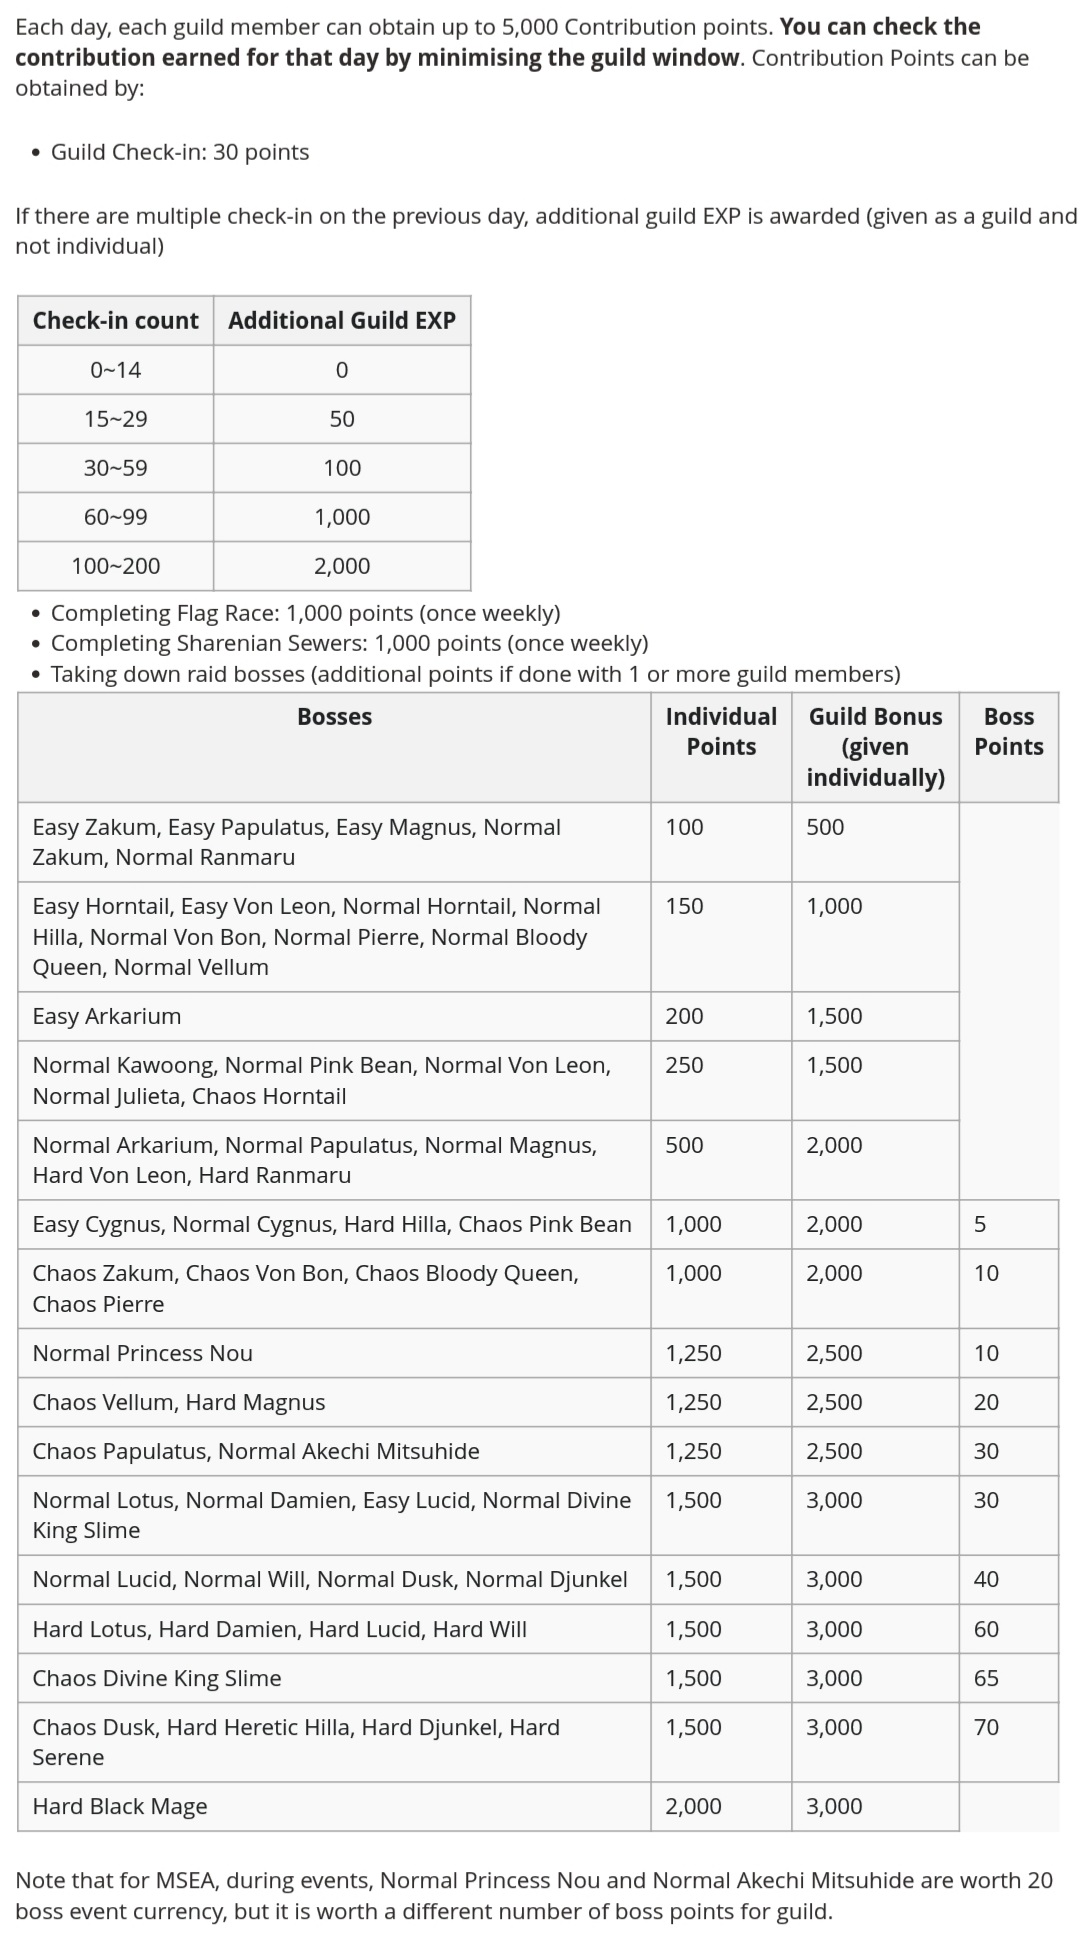 Each day, each guild member can obtain up to 5,000 Contribution points. You can check the
contribution earned for that day by minimising the guild window. Contribution Points can be
obtained by:
• Guild Check-in: 30 points
If there are multiple check-in on the previous day, additional guild EXP is awarded (given as a guild and
not individual)
Check-in count Additional Guild EXP
0~14 0
15~29 50
30~59 100
60~99 1,000
100~200 2,000
• Completing Flag Race: 1,000 points (once weekly)
• Completing Sharenian Sewers: 1,000 points (once weekly)
• Taking down raid bosses (additional points if done with 1 or more guild members)
Bosses Individual Guild Bonus Boss
Points (given Points
individually)
Easy Zakum, Easy Papulatus, Easy Magnus, Normal 100 500
Zakum, Normal Ranmaru
Easy Horntail, Easy Von Leon, Normal Horntail, Normal 150 1,000
Hilla, Normal Von Bon, Normal Pierre, Normal Bloody
Queen, Normal Vellum
Easy Arkarium 200 1,500
Normal Kawoong, Normal Pink Bean, Normal Von Leon, 250 1,500
Normal Julieta, Chaos Horntail
Normal Arkarium, Normal Papulatus, Normal Magnus, 500 2,000
Hard Von Leon, Hard Ranmaru
Easy Cygnus, Normal Cygnus, Hard Hilla, Chaos Pink Bean 1,000 2,000 5
Chaos Zakum, Chaos Von Bon, Chaos Bloody Queen, 1,000 2,000 10
Chaos Pierre
Normal Princess Nou 1,250 2,500 10
Chaos Vellum, Hard Magnus 1,250 2,500 20
Chaos Papulatus, Normal Akechi Mitsuhide 1,250 2,500 30
Normal Lotus, Normal Damien, Easy Lucid, Normal Divine 1,500 3,000 30
King Slime
Normal Lucid, Normal Will, Normal Dusk, Normal Djunkel 1,500 3,000 40
Hard Lotus, Hard Damien, Hard Lucid, Hard Will 1,500 3,000 60
Chaos Divine King Slime 1,500 3,000 65
Chaos Dusk, Hard Heretic Hilla, Hard Djunkel, Hard 1,500 3,000 70
Serene
Hard Black Mage 2,000 3,000
Note that for MSEA, during events, Normal Princess Nou and Normal Akechi Mitsuhide are worth 20
boss event currency, but it is worth a different number of boss points for guild.